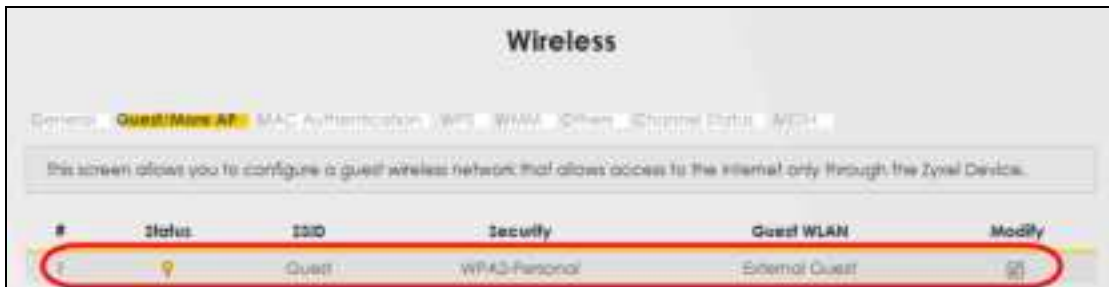 Wireless
General Guest/More AP MAC Authentication WPS WMM Others Channel Status MESH
This screen allows you to configure a guest wireless network that allows access to the Internet only through the Zyxel Device.
# Status SSID Security Guest WLAN Modify
Guest WPA2-Personal External Guest